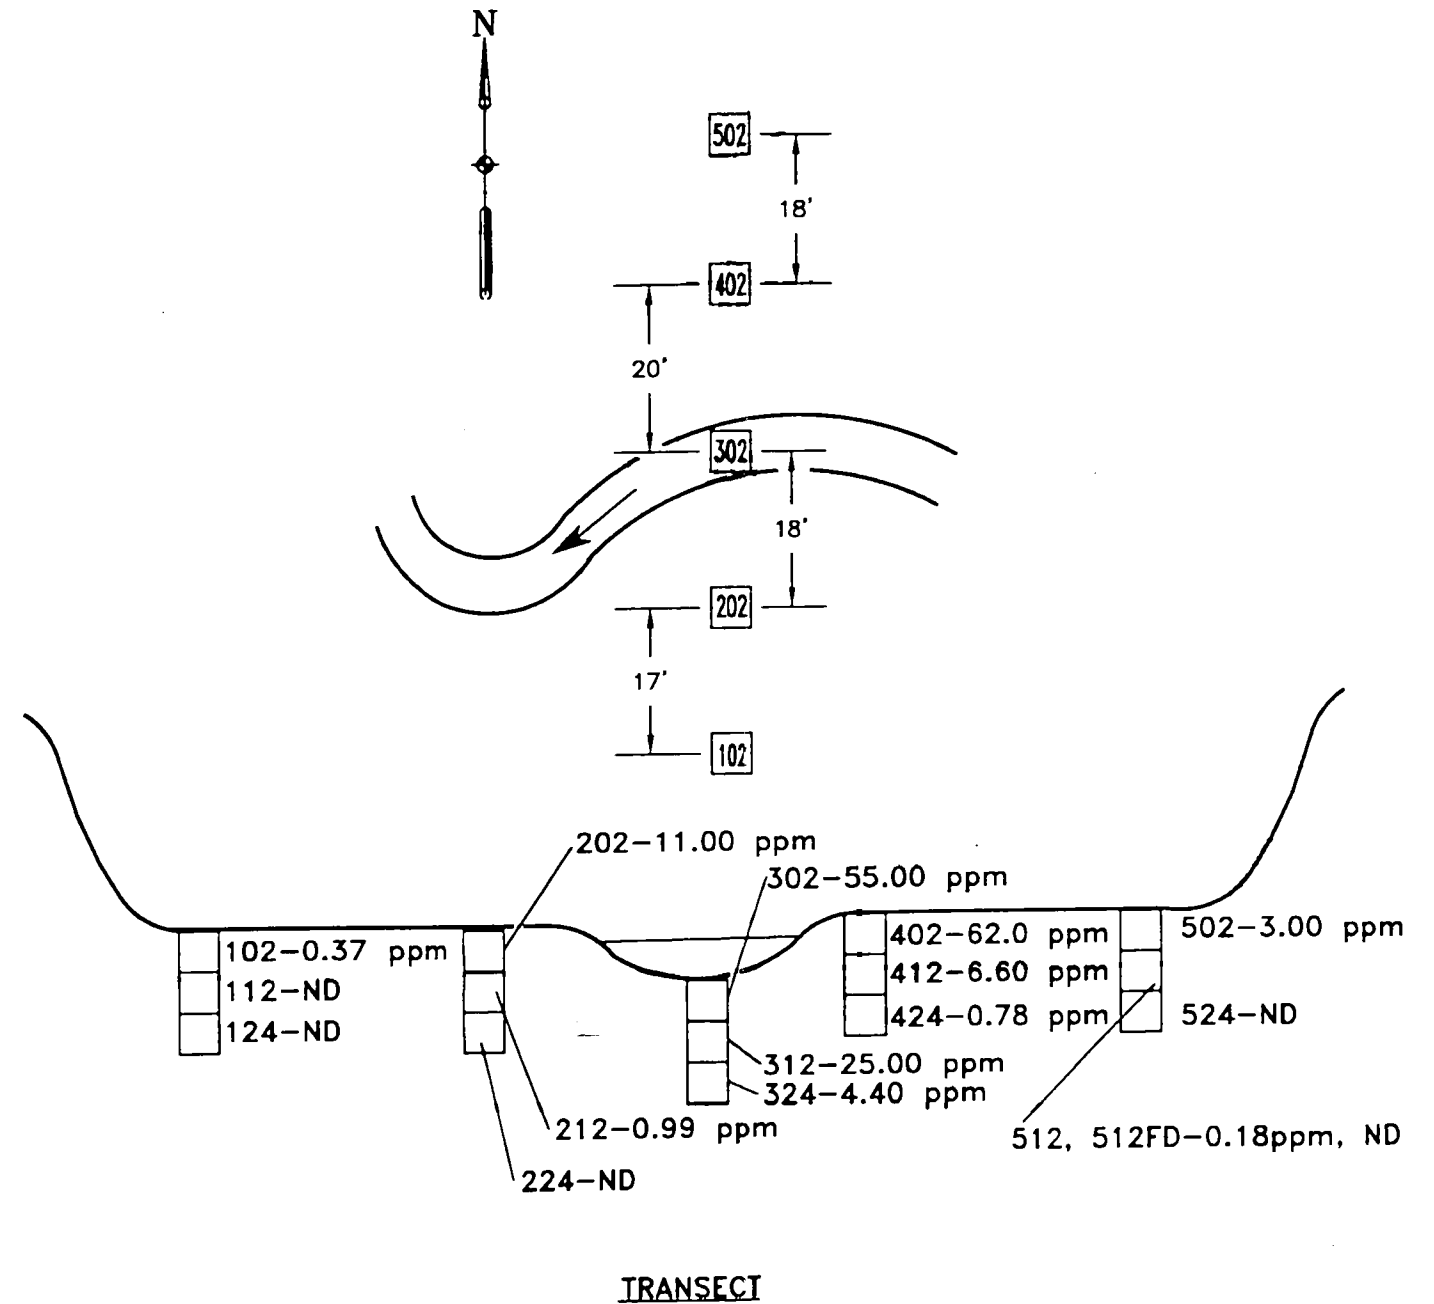 N
502
18'
402
20'
302
18'
202
17'
102
202-11.00 ppm
302-55.00 ppm
102-0.37 ppm
112-ND
124-ND
402-62.0 ppm
412-6.60 ppm
424-0.78 ppm
502-3.00 ppm
524-ND
312-25.00 ppm
324-4.40 ppm
212-0.99 ppm
224-ND
512, 512FD-0.18ppm, ND
TRANSECT